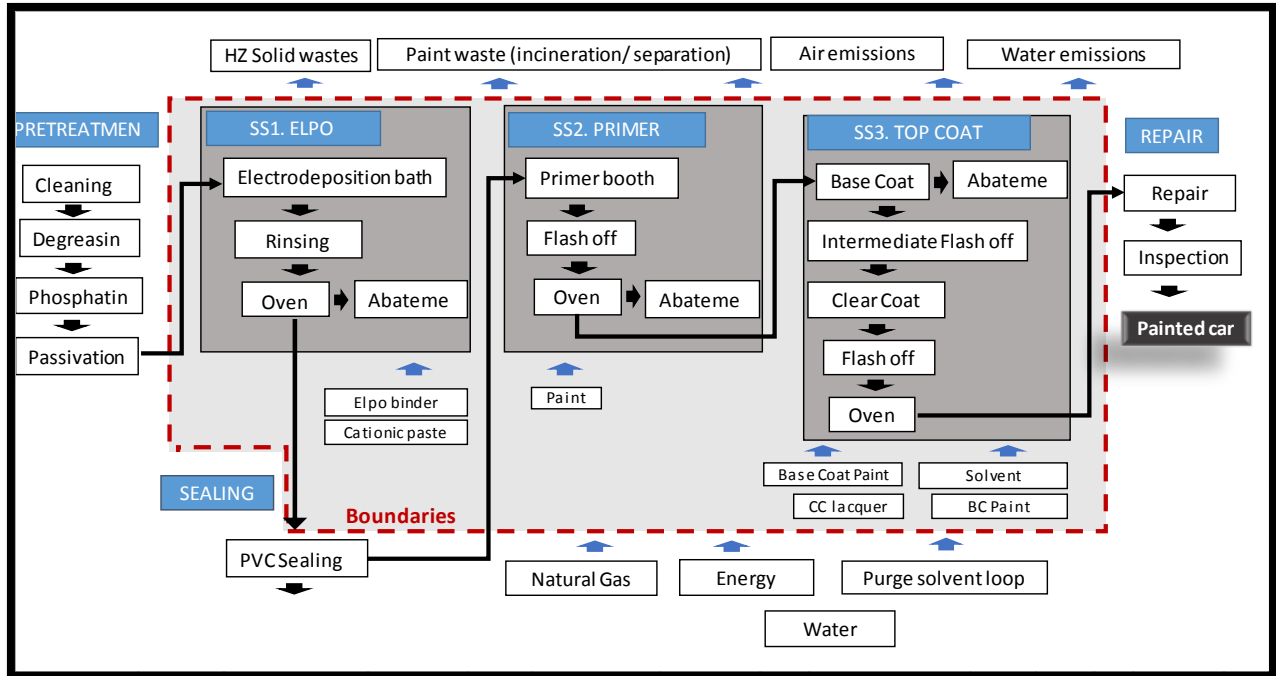 HZ Solid wastes
Paint waste (incineration/ separation)
Air emissions
Water emissions
PRETREATMEN
Cleaning
Degreasin
Phosphatin
Passivation
SS1. ELPO
Electrodeposition bath
Rinsing
Oven
Abateme
Elpo binder
Cationic paste
SEALING
PVC Sealing
SS2. PRIMER
Primer booth
Flash off
Oven
Abateme
Paint
SS3. TOP COAT
Base Coat
Abateme
Intermediate Flash off
Clear Coat
Flash off
Oven
Base Coat Paint
CC lacquer
Solvent
BC Paint
Boundaries
Natural Gas
Energy
Purge solvent loop
Water
REPAIR
Repair
Inspection
Painted car